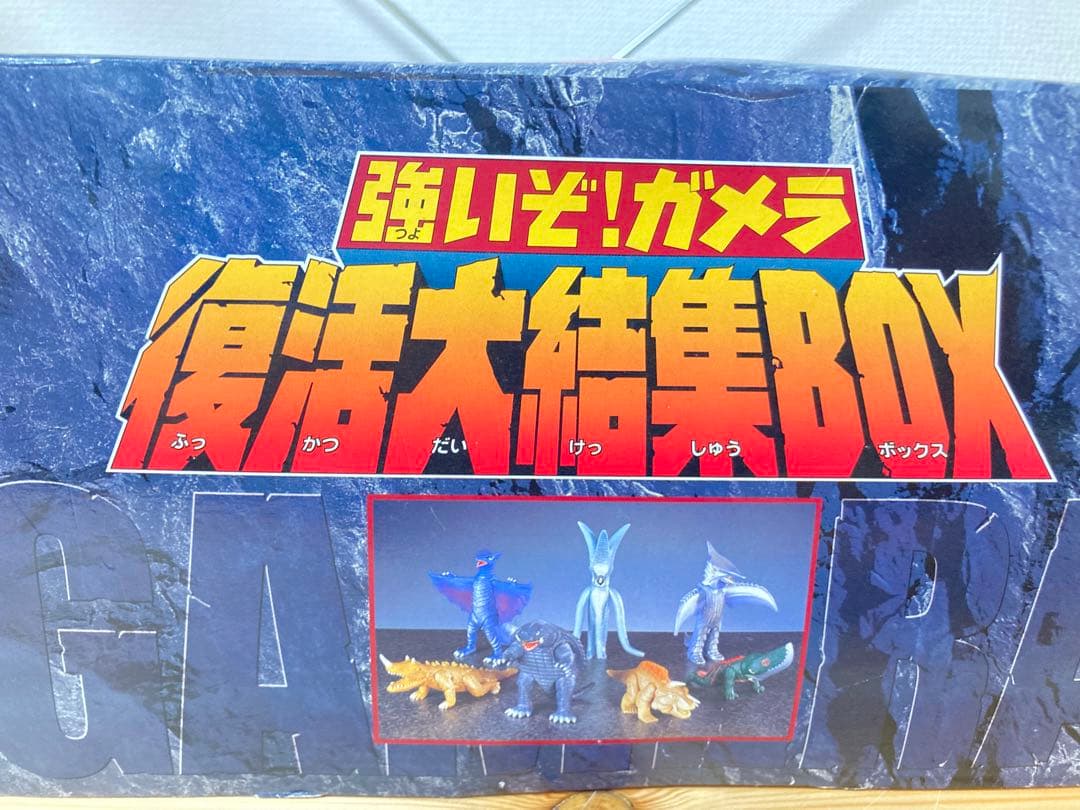 強いぞ!ガメラ
つよ
復活大結集BOX
ふっ かつ だい けっ しゅう ボックス
GAMERA